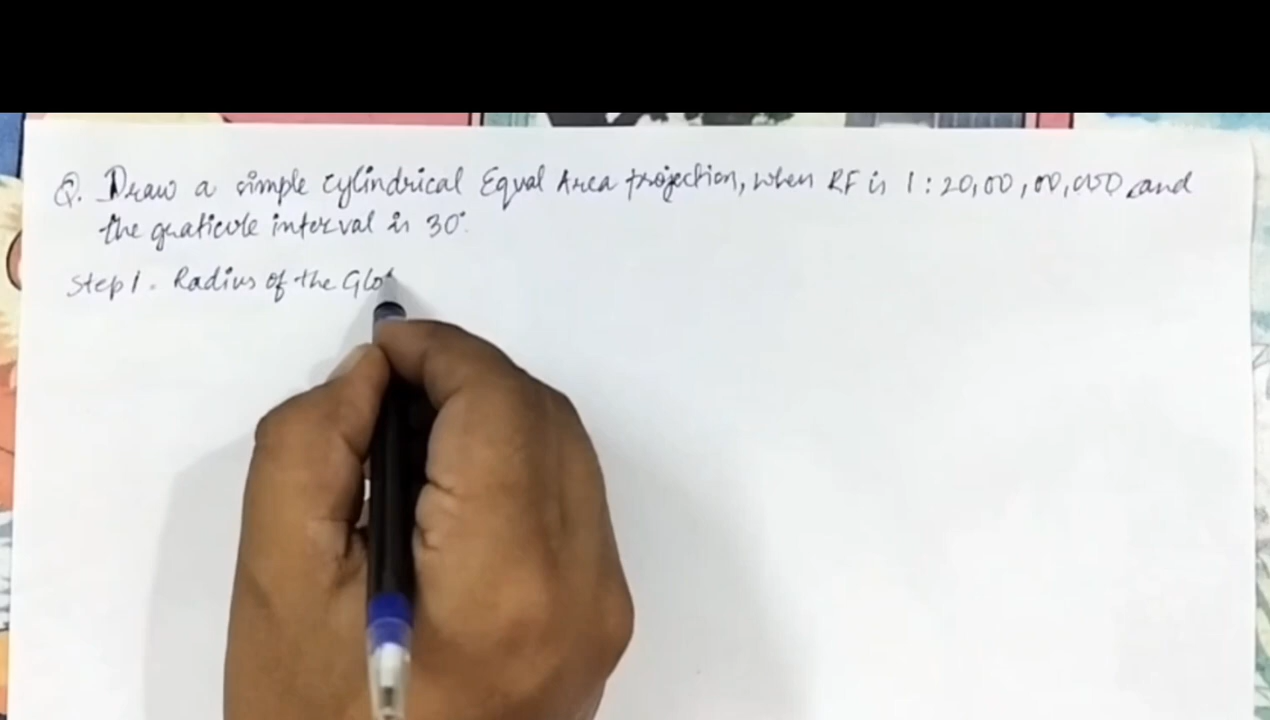 Q. Draw a simple cylindrical Equal Area projection, when RF is 1 : 20,00,00,000 and
the graticule interval is 30°.
Step 1. Radius of the Glo